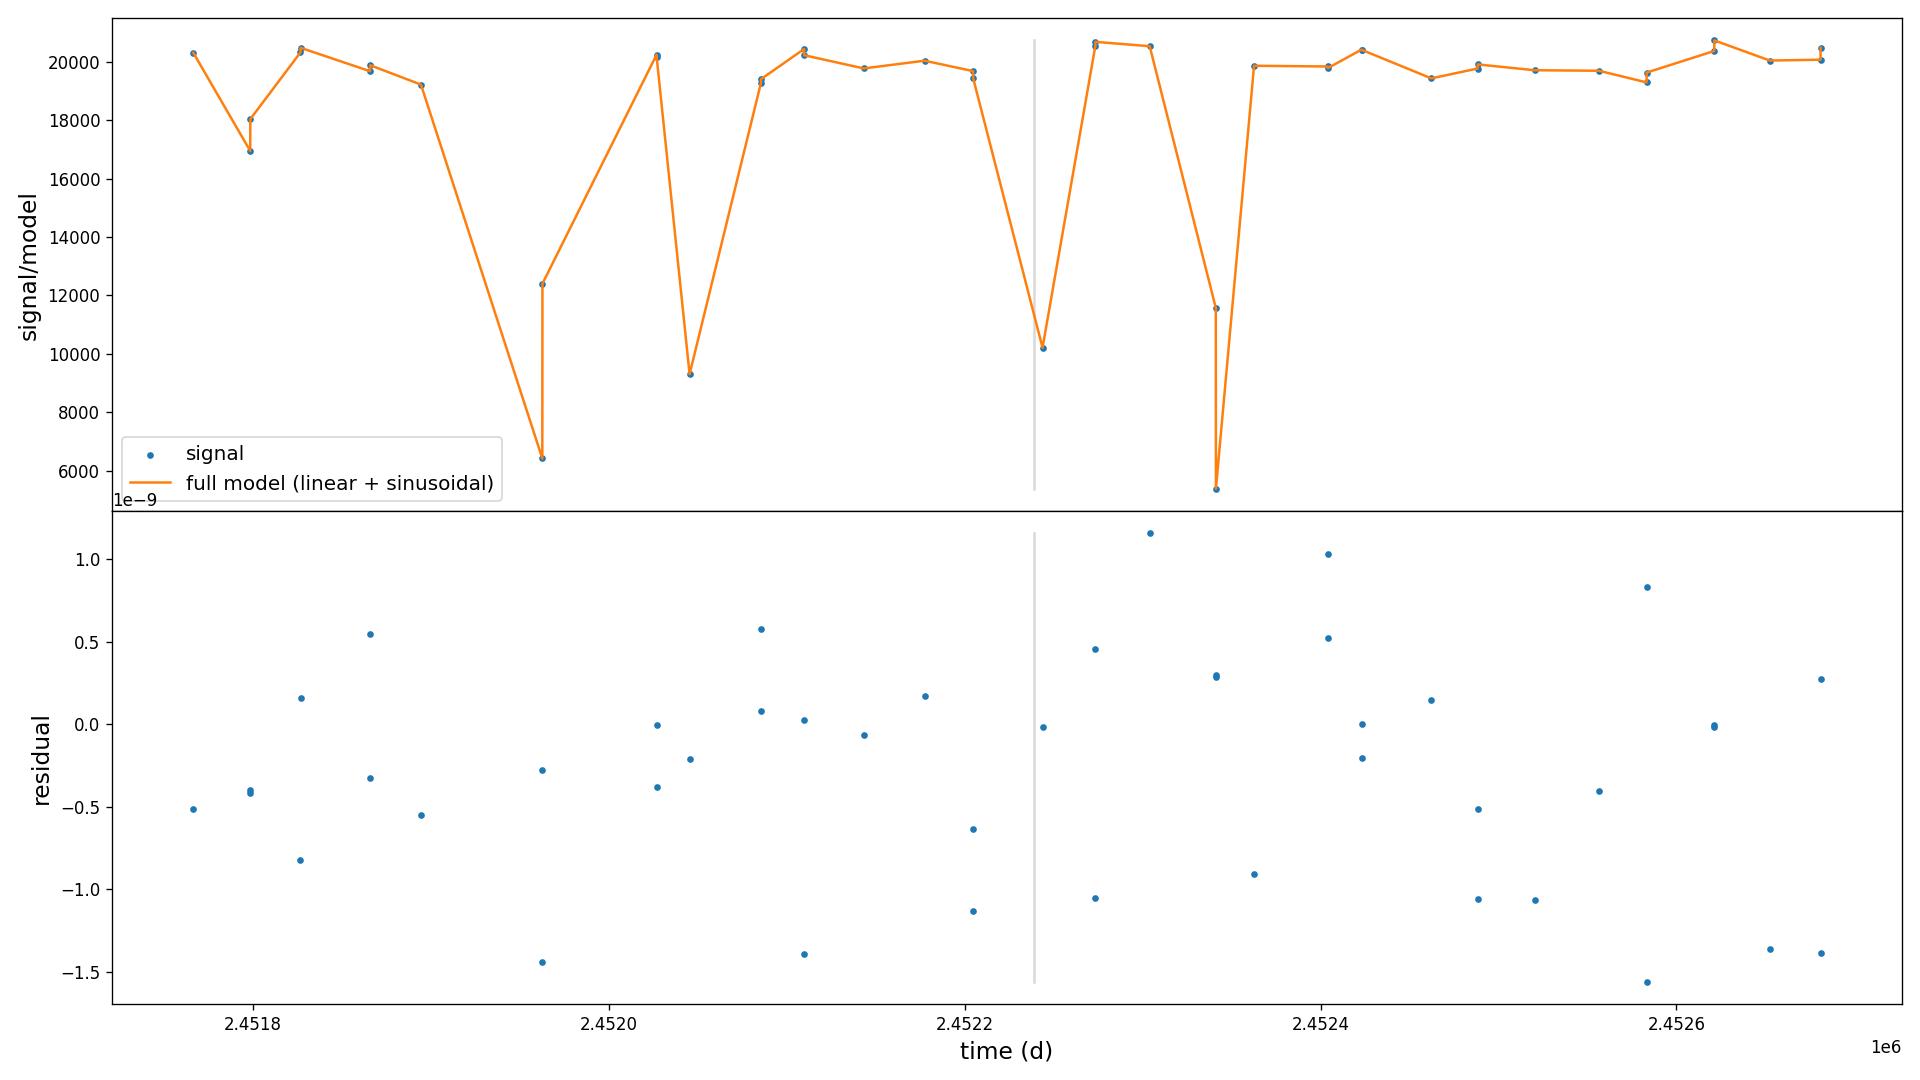 signal/model
20000
18000
16000
14000
12000
10000
8000
6000
signal
full model (linear + sinusoidal)
1e−9
residual
1.0
0.5
0.0
−0.5
−1.0
−1.5
2.4518
2.4520
2.4522
2.4524
2.4526
time (d)
1e6